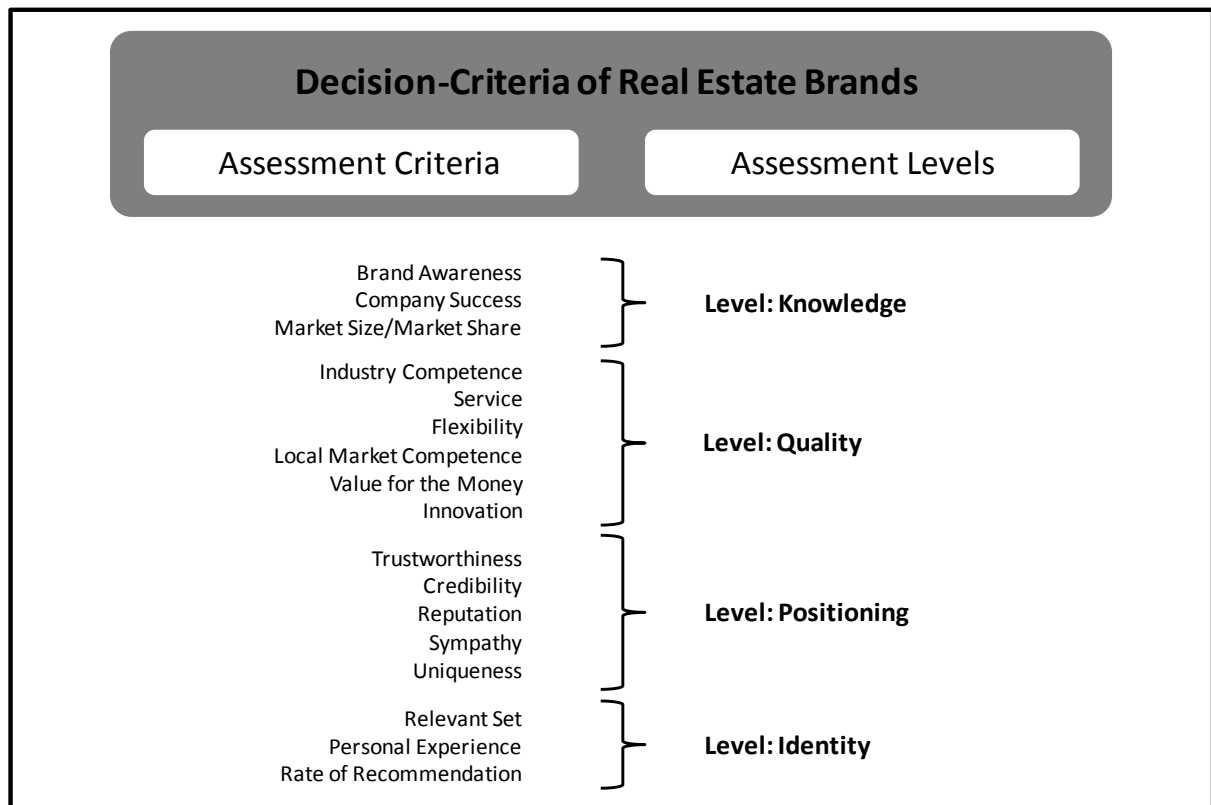 Decision-Criteria of Real Estate Brands
Assessment Criteria
Assessment Levels
Brand Awareness
Company Success
Market Size/Market Share
Level: Knowledge
Industry Competence
Service
Flexibility
Local Market Competence
Value for the Money
Innovation
Level: Quality
Trustworthiness
Credibility
Reputation
Sympathy
Uniqueness
Level: Positioning
Relevant Set
Personal Experience
Rate of Recommendation
Level: Identity